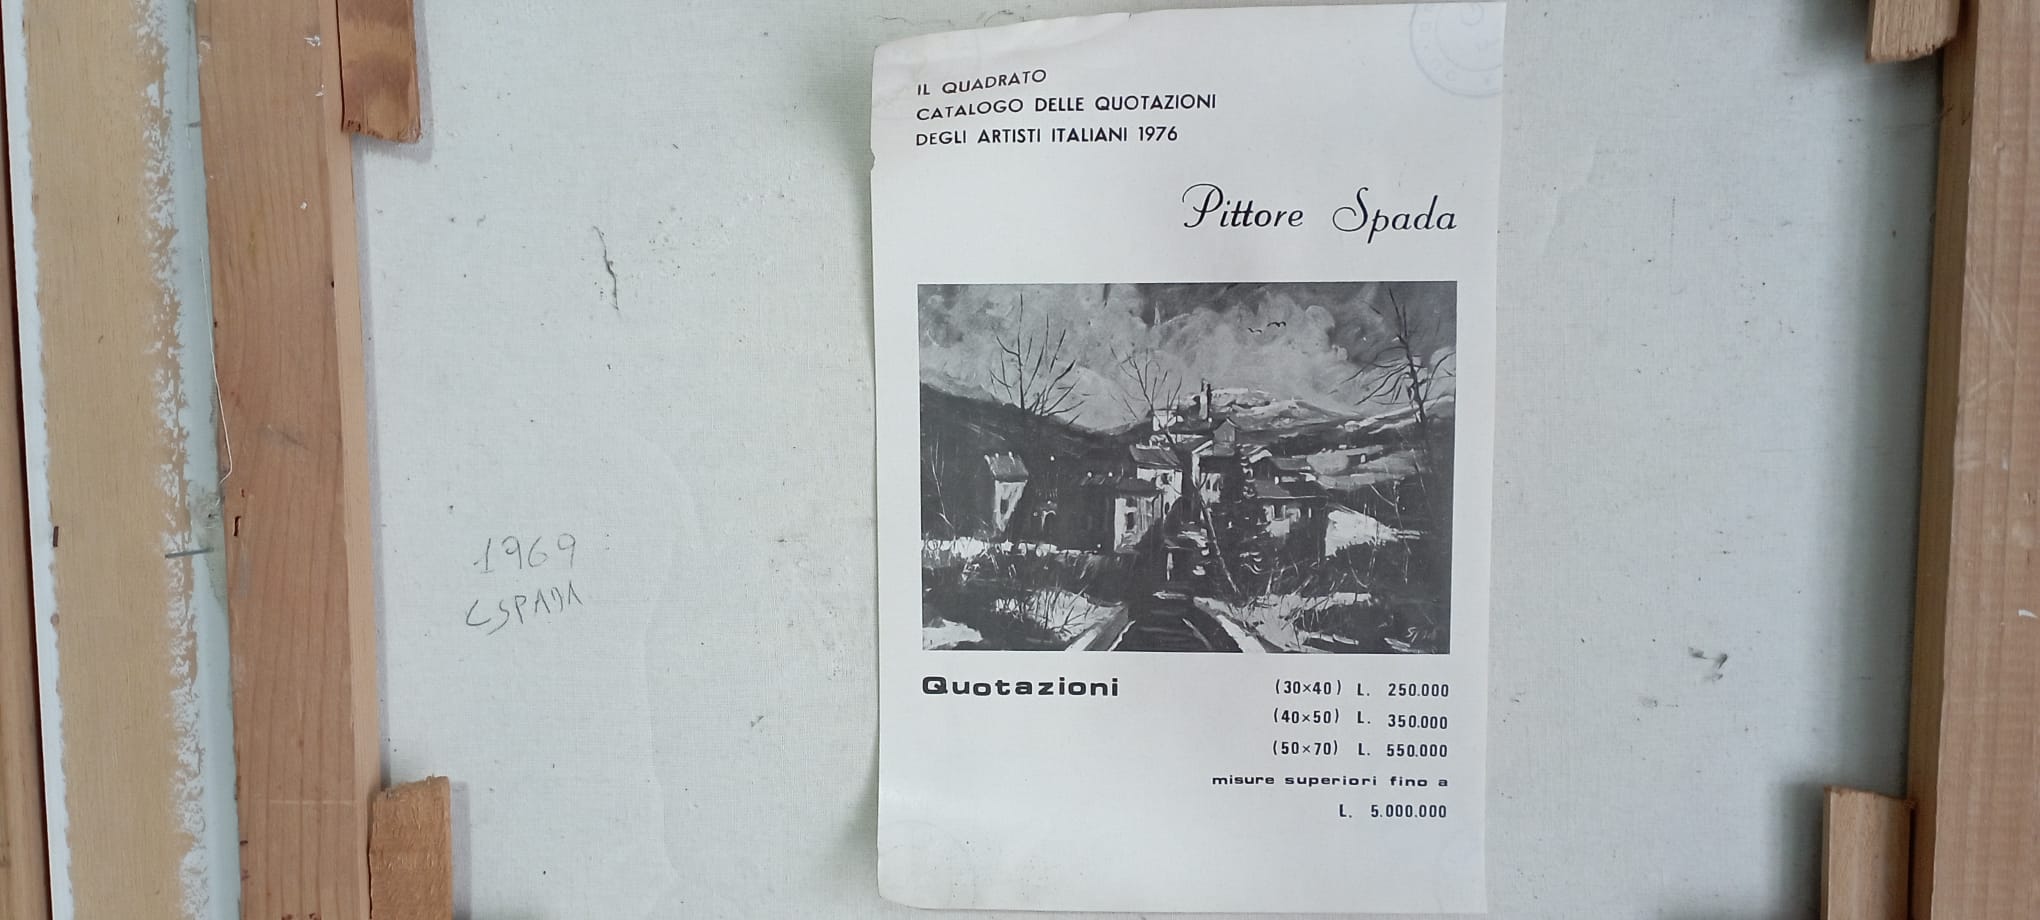 IL QUADRATO
CATALOGO DELLE QUOTAZIONI
DEGLI ARTISTI ITALIANI 1976
Pittore Spada
Quotazioni
(30×40) L. 250.000
(40×50) L. 350.000
(50×70) L. 550.000
misure superiori fino a
L. 5.000.000
1969
CSPADA